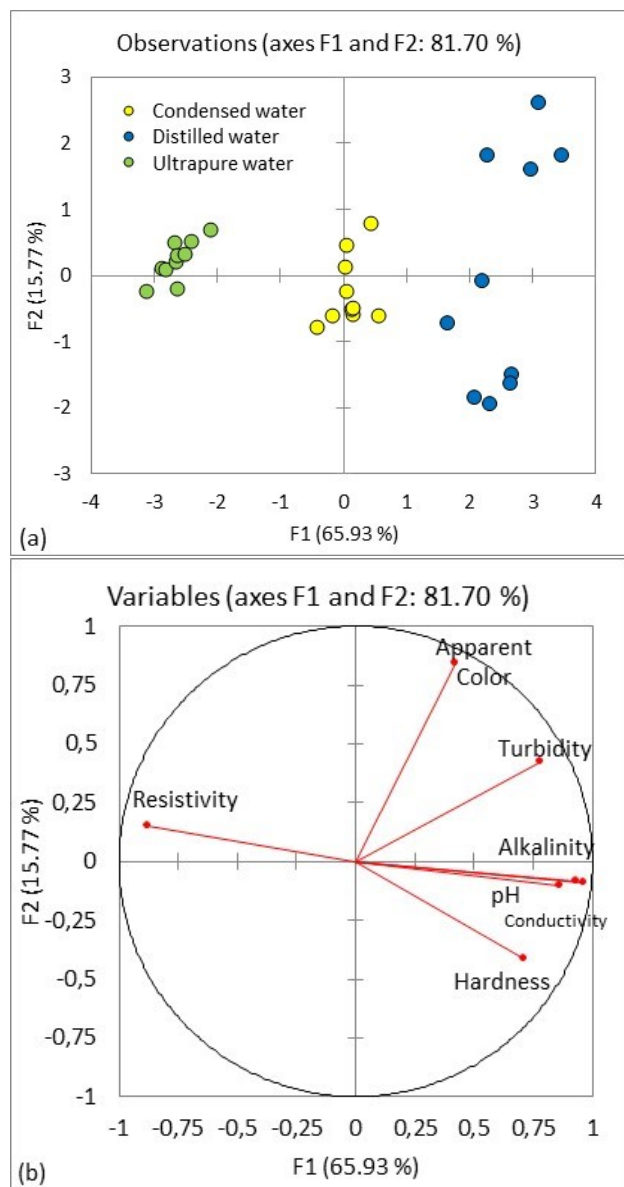 Observations (axes F1 and F2: 81.70 %)
3
Condensed water
Distilled water
2
Ultrapure water
1
0
-1
-2
-3
F2 (15.77 %)
-4 -3 -2 -1 0 1 2 3 4
F1 (65.93 %)
(a)
Variables (axes F1 and F2: 81.70 %)
1
Apparent
Color
0,75
Turbidity
0,5
Resistivity
0,25
Alkalinity
0
pH
Conductivity
-0,25
Hardness
-0,5
-0,75
-1
F2 (15.77 %)
-1 -0,75 -0,5 -0,25 0 0,25 0,5 0,75 1
F1 (65.93 %)
(b)